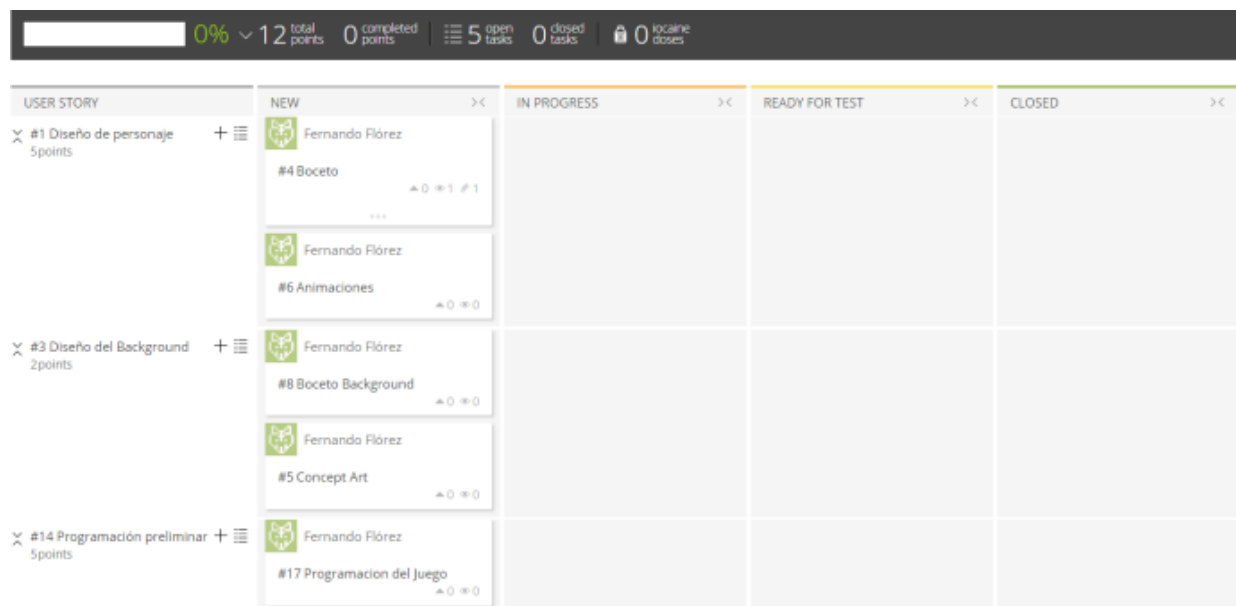 0% 12 total points 0 completed points 5 open tasks 0 closed tasks 0 iocaine doses
USER STORY NEW IN PROGRESS READY FOR TEST CLOSED
#1 Diseño de personaje
5points
Fernando Flórez
#4 Boceto
0 1 1
...
Fernando Flórez
#6 Animaciones
0 0
#3 Diseño del Background
2points
Fernando Flórez
#8 Boceto Background
0 0
Fernando Flórez
#5 Concept Art
0 0
#14 Programación preliminar
5points
Fernando Flórez
#17 Programacion del Juego
0 0